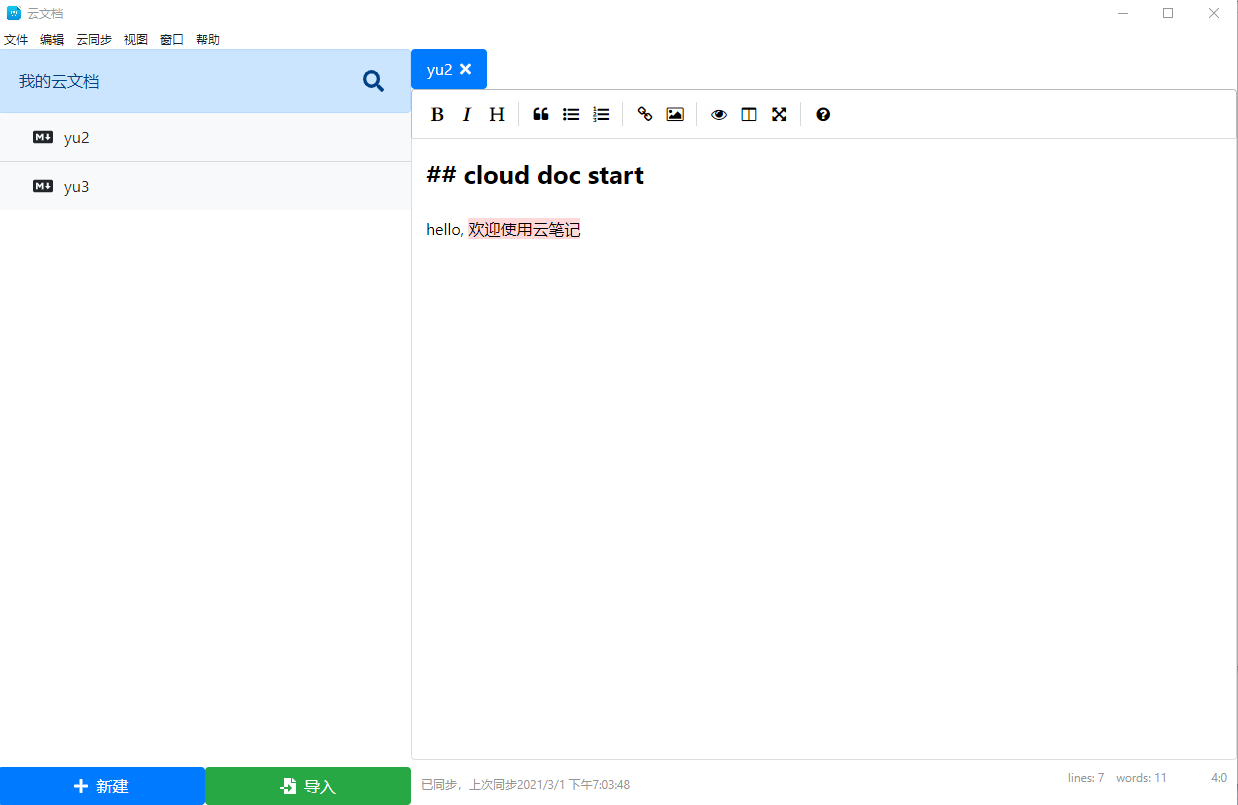 云文档
文件 编辑 云同步 视图 窗口 帮助
我的云文档
yu2
yu3
新建 导入
yu2
B I H
## cloud doc start
hello, 欢迎使用云笔记
已同步，上次同步2021/3/1 下午7:03:48
lines: 7 words: 11 4:0